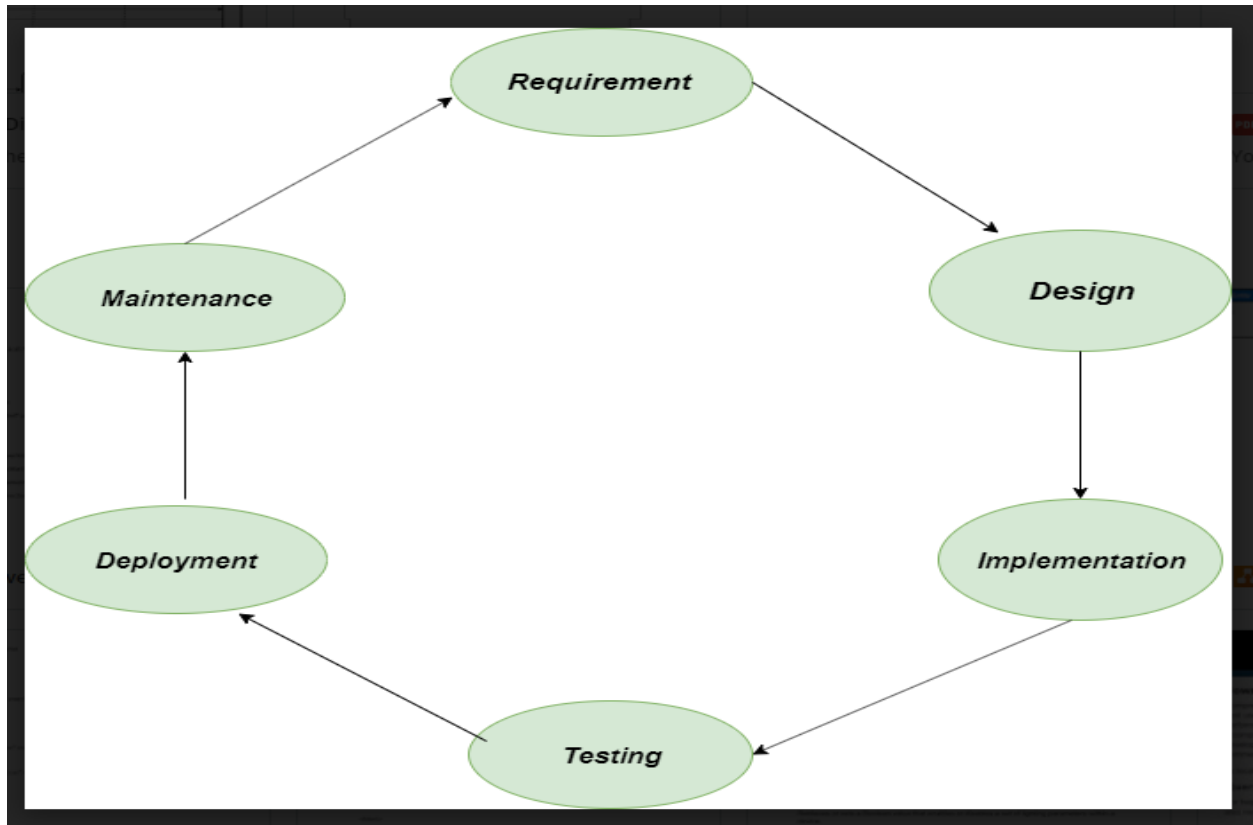 Requirement
Design
Implementation
Testing
Deployment
Maintenance